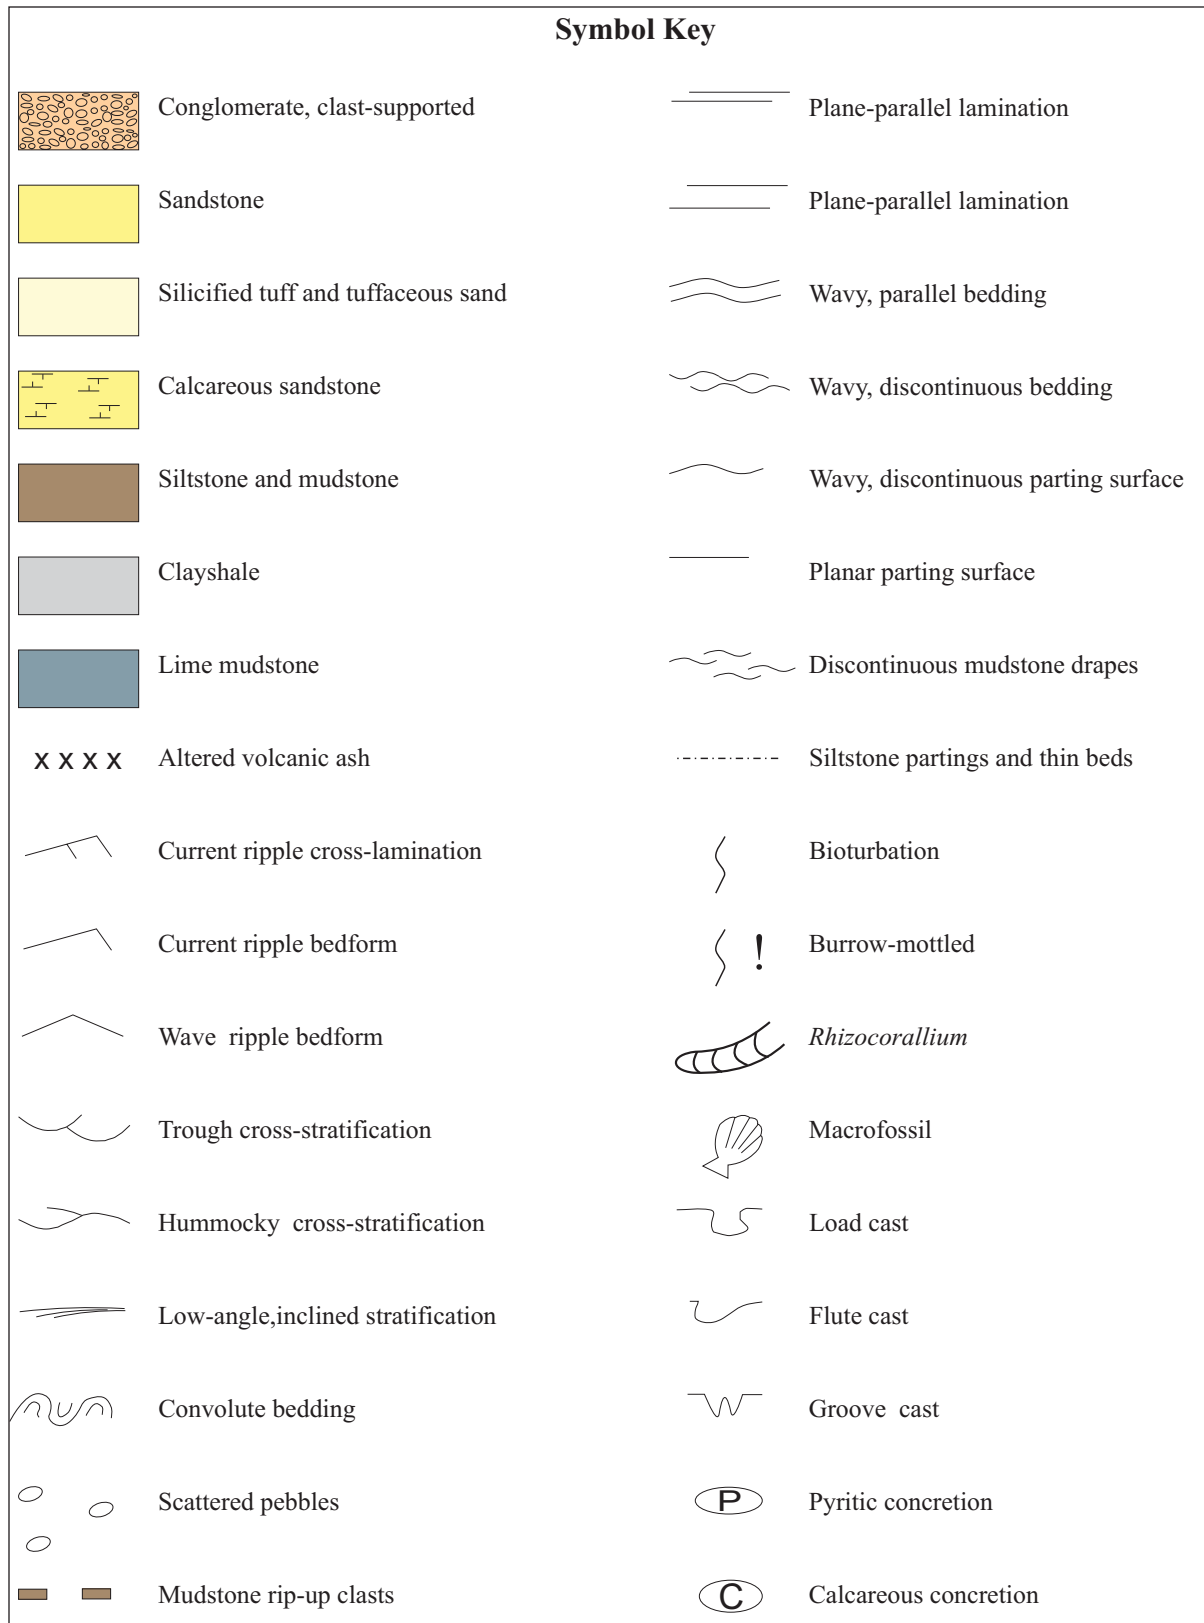 Symbol Key
Conglomerate, clast-supported
Sandstone
Silicified tuff and tuffaceous sand
Calcareous sandstone
Siltstone and mudstone
Clayshale
Lime mudstone
x x x x Altered volcanic ash
Current ripple cross-lamination
Current ripple bedform
Wave ripple bedform
Trough cross-stratification
Hummocky cross-stratification
Low-angle,inclined stratification
Convolute bedding
Scattered pebbles
Mudstone rip-up clasts
Plane-parallel lamination
Plane-parallel lamination
Wavy, parallel bedding
Wavy, discontinuous bedding
Wavy, discontinuous parting surface
Planar parting surface
Discontinuous mudstone drapes
Siltstone partings and thin beds
Bioturbation
! Burrow-mottled
Rhizocorallium
Macrofossil
Load cast
Flute cast
Groove cast
P Pyritic concretion
C Calcareous concretion